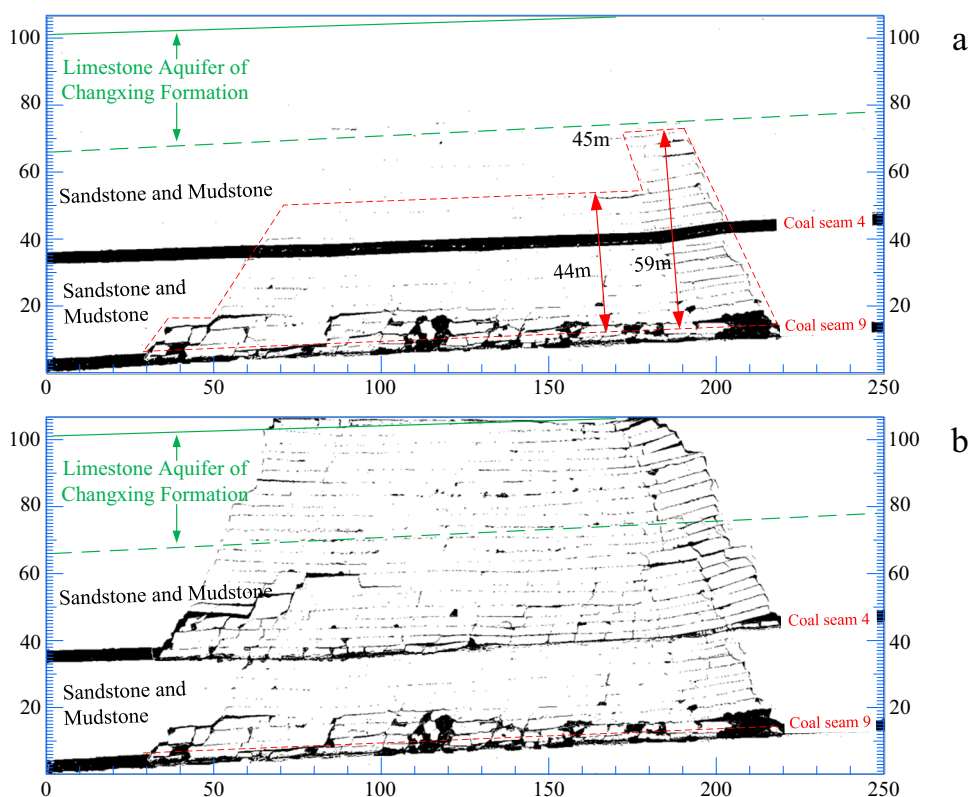 a
100
100
Limestone Aquifer of
Changxing Formation
80
80
45m
60
60
Sandstone and Mudstone
Coal seam 4
40
40
44m
59m
Sandstone and
Mudstone
20
20
Coal seam 9
0
50
100
150
200
250
b
100
100
Limestone Aquifer of
Changxing Formation
80
80
60
60
Sandstone and Mudstone
Coal seam 4
40
40
Sandstone and
Mudstone
20
20
Coal seam 9
0
50
100
150
200
250